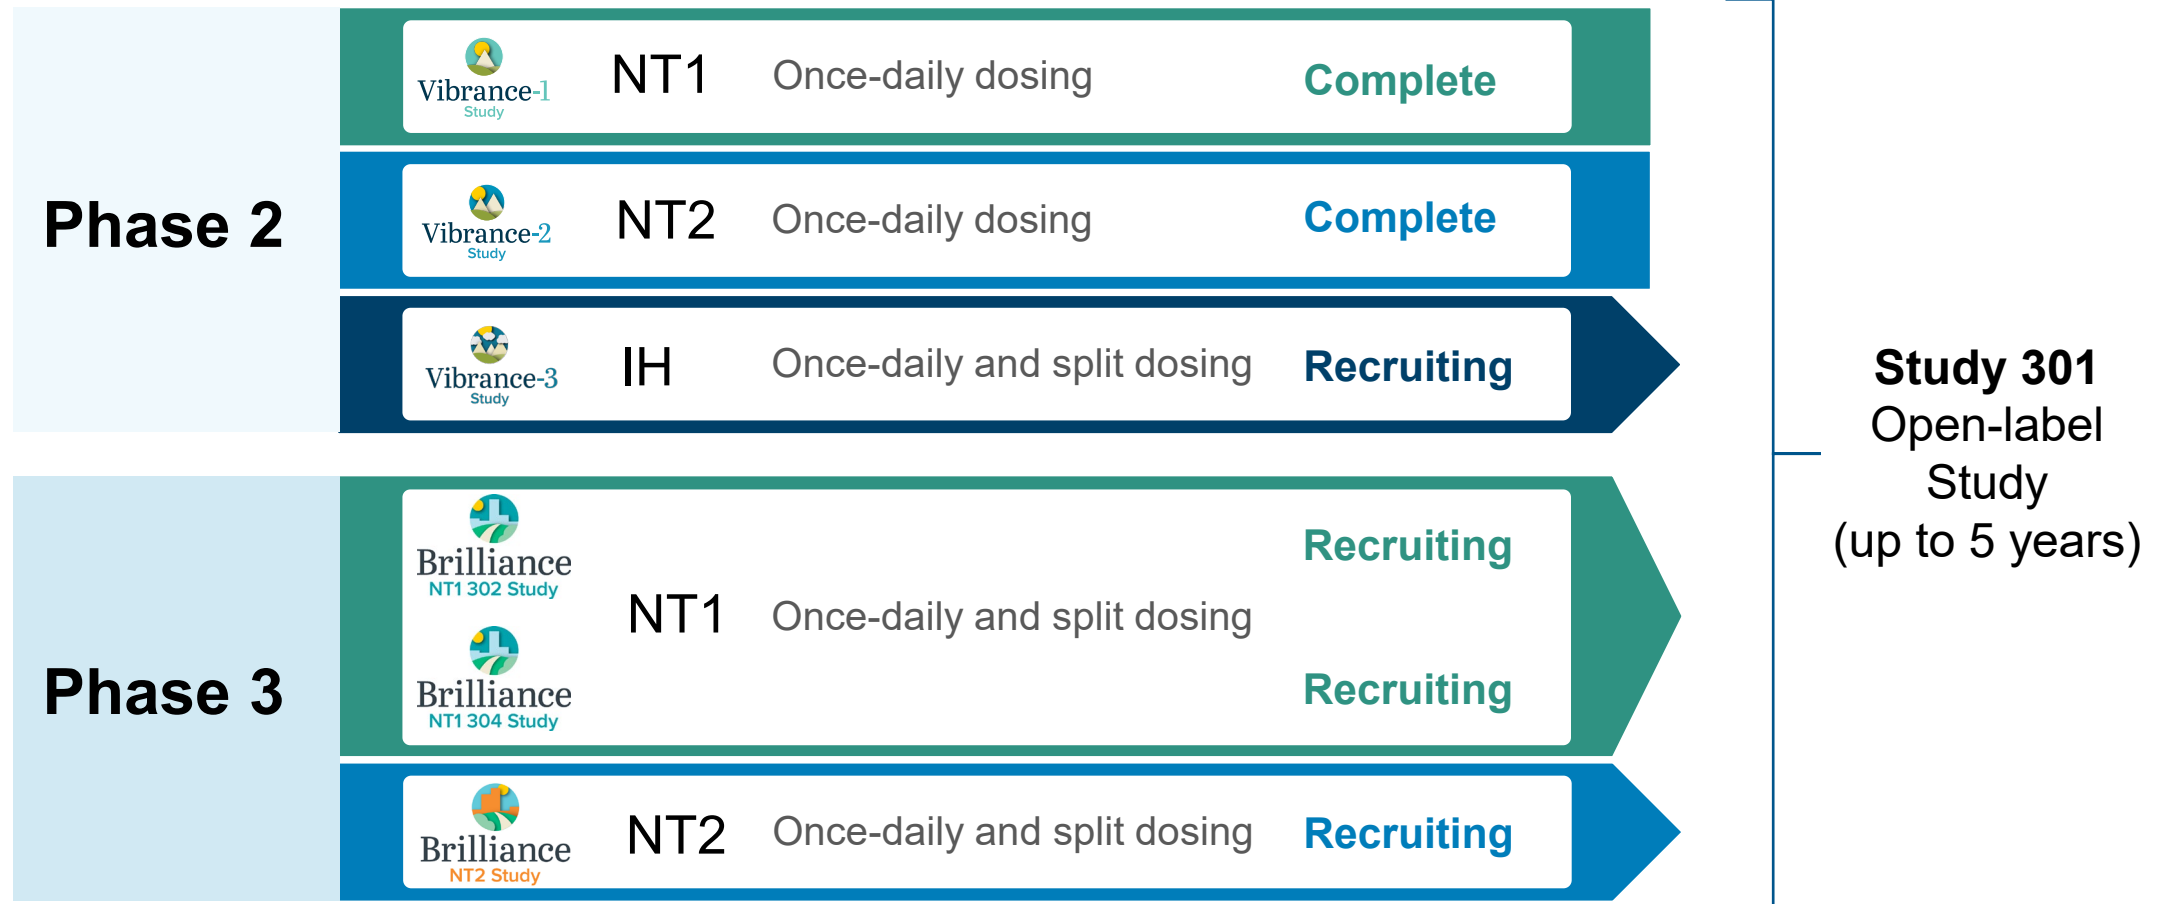 Vibrance-1
Study
NT1
Once-daily dosing
Complete
Phase 2
Vibrance-2
Study
NT2
Once-daily dosing
Complete
Vibrance-3
Study
IH
Once-daily and split dosing
Recruiting
Phase 3
Brilliance
NT1 302 Study
Recruiting
NT1
Once-daily and split dosing
Brilliance
NT1 304 Study
Recruiting
Brilliance
NT2 Study
NT2
Once-daily and split dosing
Recruiting
Study 301
Open-label
Study
(up to 5 years)